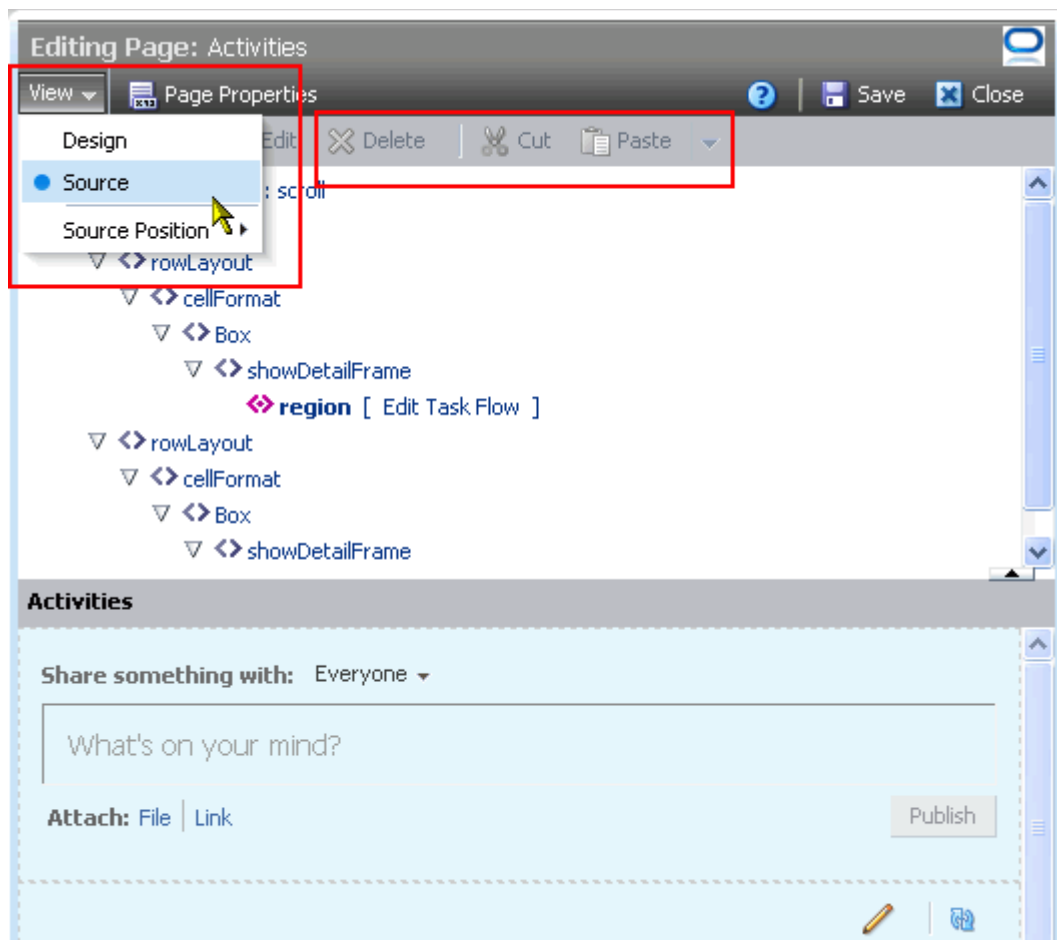 Editing Page: Activities
View Page Properties Save Close
Design Edit Delete Cut Paste
Source : scroll
Source Position
rowLayout
cellFormat
Box
showDetailFrame
region [ Edit Task Flow ]
rowLayout
cellFormat
Box
showDetailFrame
Activities
Share something with: Everyone
What's on your mind?
Attach: File Link Publish